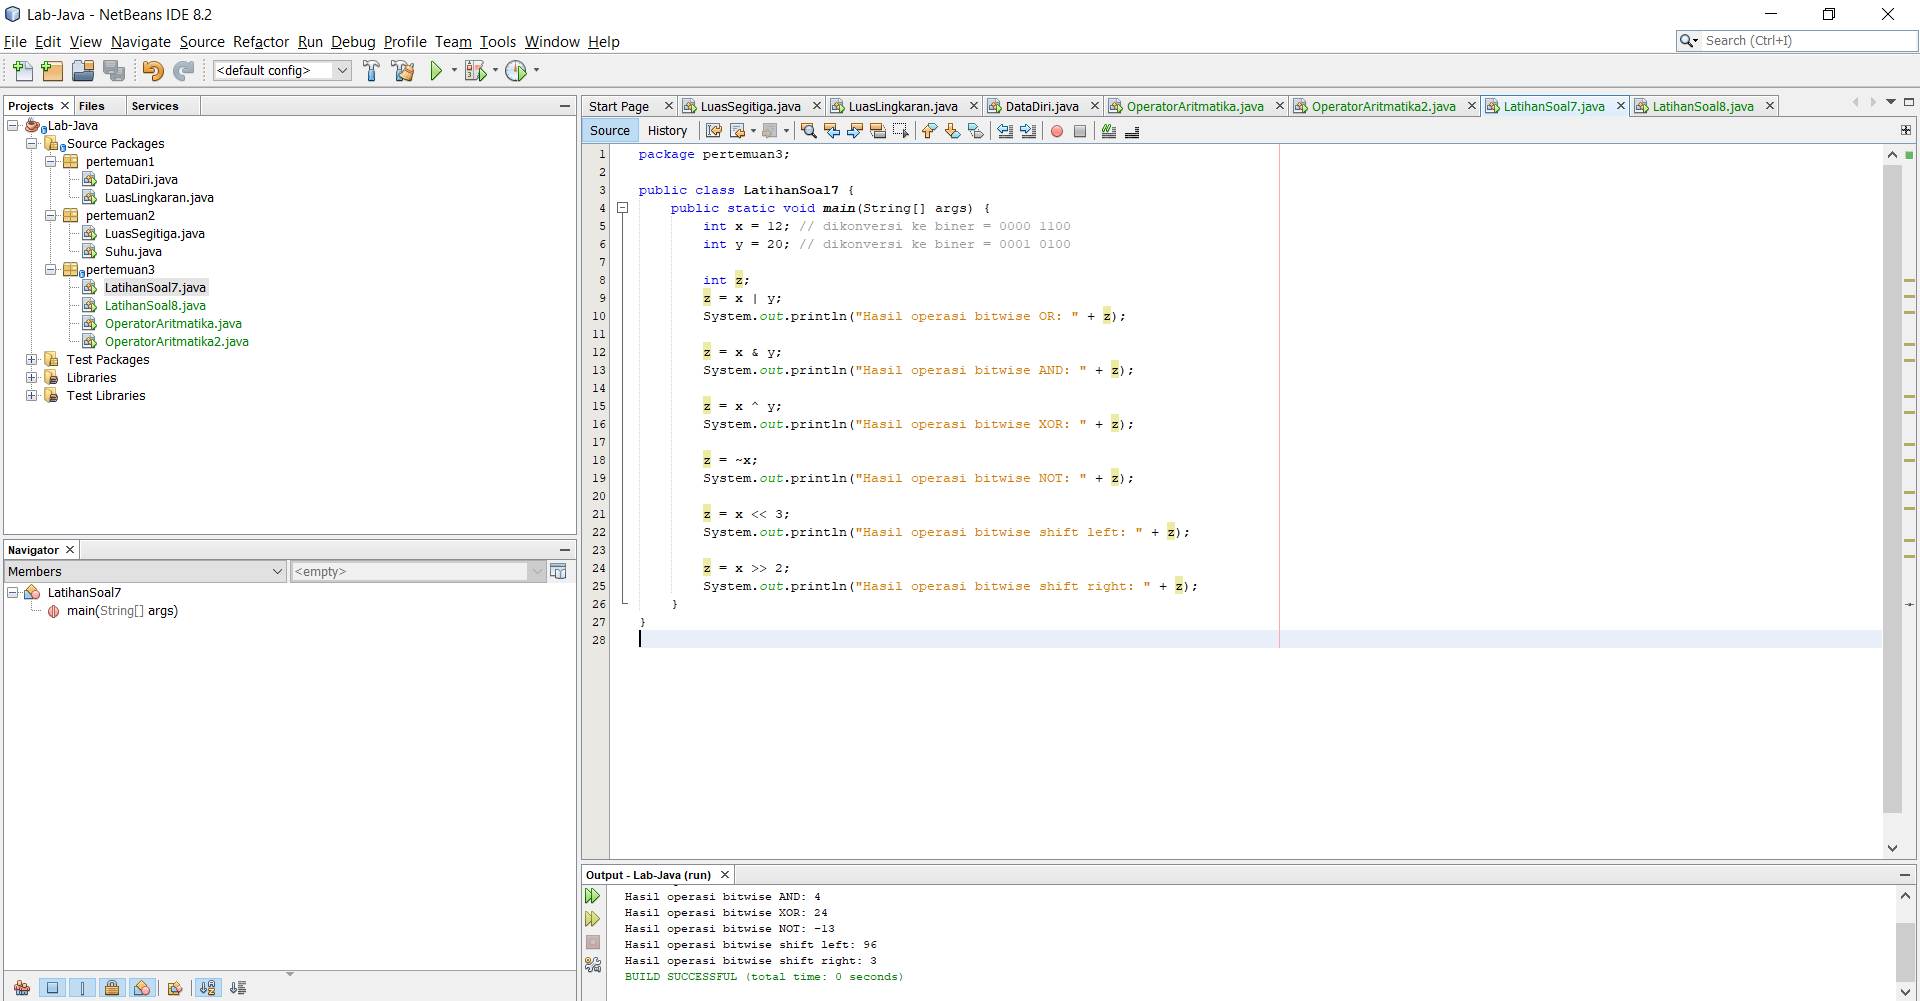 Lab-Java - NetBeans IDE 8.2
File Edit View Navigate Source Refactor Run Debug Profile Team Tools Window Help
Search (Ctrl+I)
<default config>
Projects Files Services
Lab-Java
Source Packages
pertemuan1
DataDiri.java
LuasLingkaran.java
pertemuan2
LuasSegitiga.java
Suhu.java
pertemuan3
LatihanSoal7.java
LatihanSoal8.java
OperatorAritmatika.java
OperatorAritmatika2.java
Test Packages
Libraries
Test Libraries
Navigator
Members <empty>
LatihanSoal7
main(String[] args)
Start Page LuasSegitiga.java LuasLingkaran.java DataDiri.java OperatorAritmatika.java OperatorAritmatika2.java LatihanSoal7.java LatihanSoal8.java
Source History
1 package pertemuan3;
2
3 public class LatihanSoal7 {
4 public static void main(String[] args) {
5 int x = 12; // dikonversi ke biner = 0000 1100
6 int y = 20; // dikonversi ke biner = 0001 0100
7
8 int z;
9 z = x | y;
10 System.out.println("Hasil operasi bitwise OR: " + z);
11
12 z = x & y;
13 System.out.println("Hasil operasi bitwise AND: " + z);
14
15 z = x ^ y;
16 System.out.println("Hasil operasi bitwise XOR: " + z);
17
18 z = ~x;
19 System.out.println("Hasil operasi bitwise NOT: " + z);
20
21 z = x << 3;
22 System.out.println("Hasil operasi bitwise shift left: " + z);
23
24 z = x >> 2;
25 System.out.println("Hasil operasi bitwise shift right: " + z);
26 }
27 }
28
Output - Lab-Java (run)
Hasil operasi bitwise AND: 4
Hasil operasi bitwise XOR: 24
Hasil operasi bitwise NOT: -13
Hasil operasi bitwise shift left: 96
Hasil operasi bitwise shift right: 3
BUILD SUCCESSFUL (total time: 0 seconds)